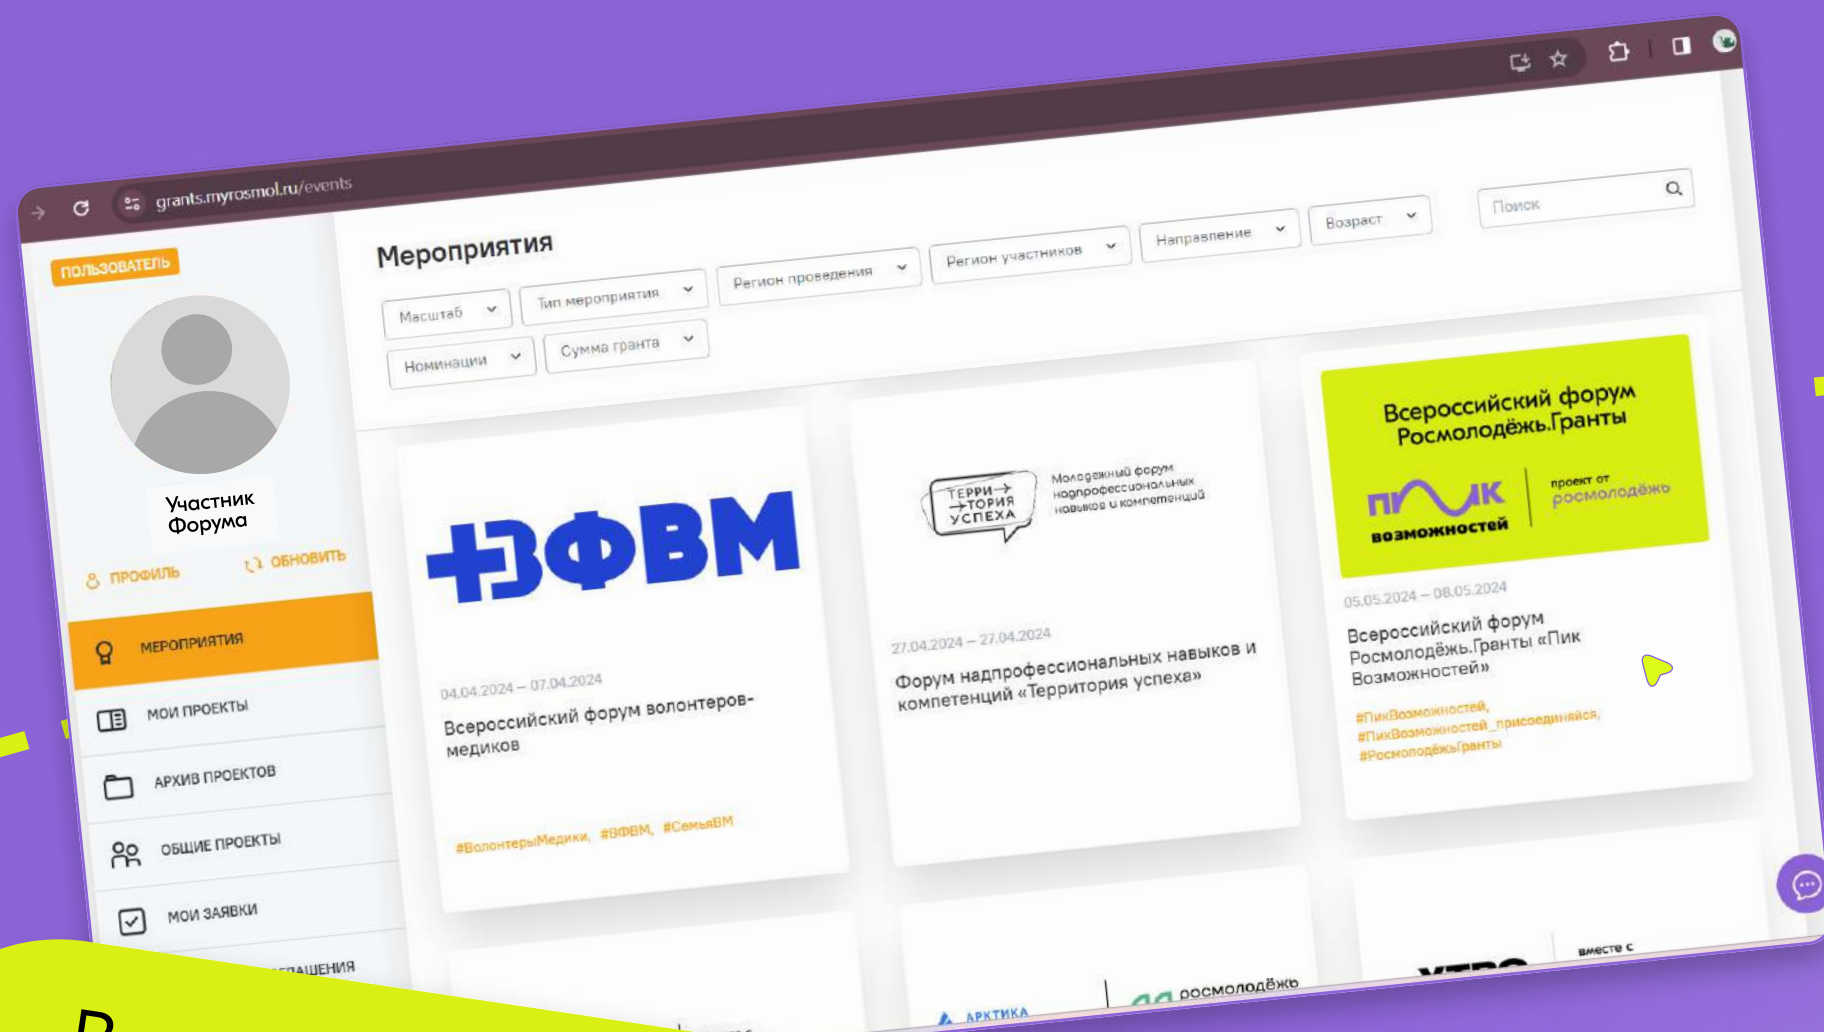 grants.myrosmol.ru/events
ПОЛЬЗОВАТЕЛЬ
Участник
Форума
ПРОФИЛЬ
ОБНОВИТЬ
МЕРОПРИЯТИЯ
МОИ ПРОЕКТЫ
АРХИВ ПРОЕКТОВ
ОБЩИЕ ПРОЕКТЫ
МОИ ЗАЯВКИ
Мероприятия
Масштаб
Тип мероприятия
Регион проведения
Регион участников
Направление
Возраст
Поиск
Номинации
Сумма гранта
+ВФВМ
04.04.2024 – 07.04.2024
Всероссийский форум волонтеров-
медиков
#ВолонтерыМедики, #ВФВМ, #СемьяВМ
ТЕРРИ→
→ТОРИЯ
УСПЕХА
Молодежный форум
надпрофессиональных
навыков и компетенций
27.04.2024 – 27.04.2024
Форум надпрофессиональных навыков и
компетенций «Территория успеха»
Всероссийский форум
Росмолодёжь.Гранты
ПИК
возможностей
проект от
росмолодёжь
05.05.2024 – 08.05.2024
Всероссийский форум
Росмолодёжь.Гранты «Пик
Возможностей»
#ПикВозможностей,
#ПикВозможностей_присоединяйся,
#РосмолодёжьГранты
АРКТИКА
росмолодёжь
вместе с